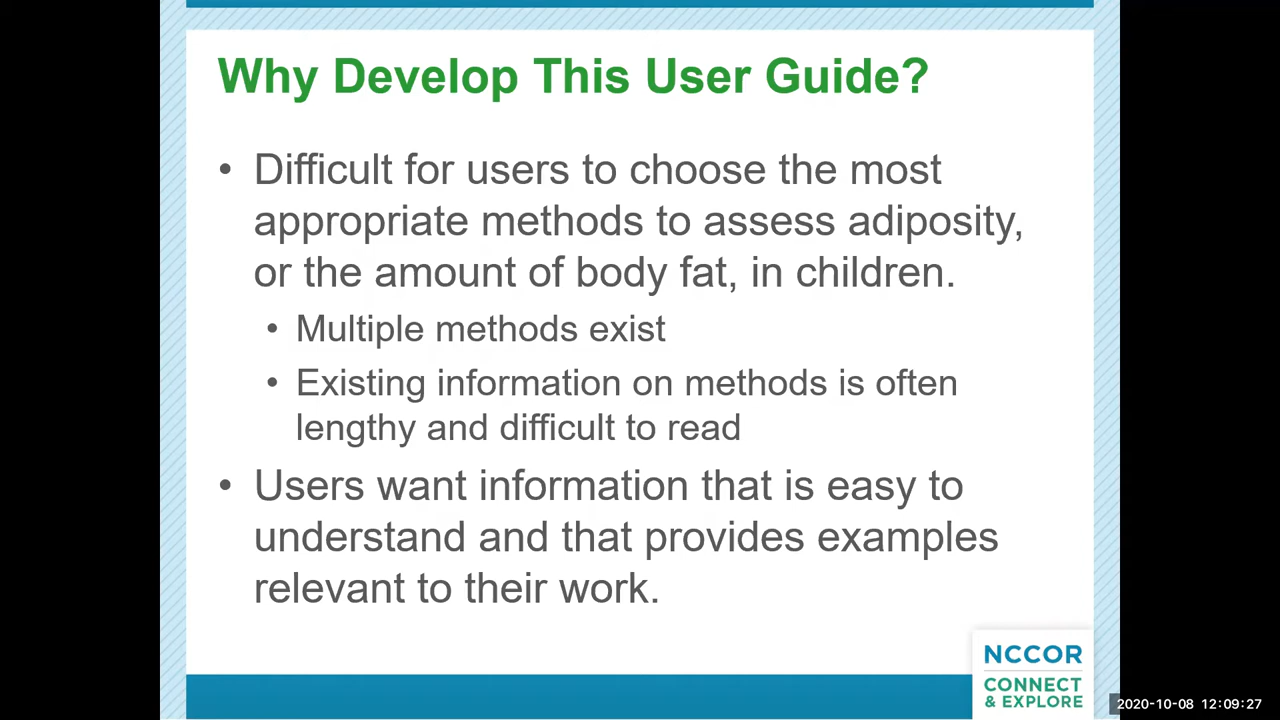 Why Develop This User Guide?
• Difficult for users to choose the most
appropriate methods to assess adiposity,
or the amount of body fat, in children.
• Multiple methods exist
• Existing information on methods is often
lengthy and difficult to read
• Users want information that is easy to
understand and that provides examples
relevant to their work.
NCCOR
CONNECT
& EXPLORE
2020-10-08 12:09:27